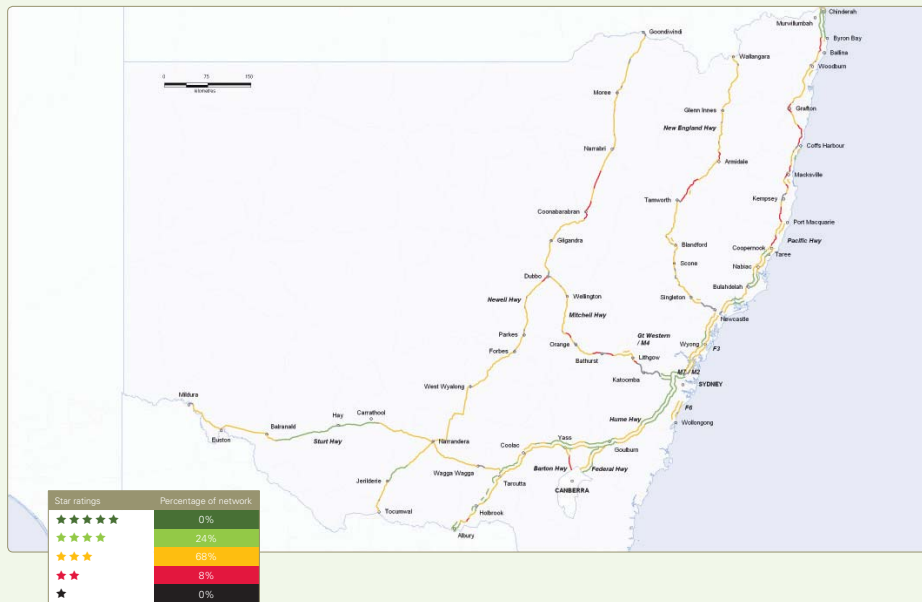 Chinderah
Murwillumbah
Goondiwindi
Byron Bay
Ballina
Wallangara
Woodburn
0 75 150
kilometres
Moree
Glenn Innes
Grafton
New England Hwy
Narrabri
Coffs Harbour
Armidale
Macksville
Tamworth
Kempsey
Coonabarabran
Port Macquarie
Gilgandra
Pacific Hwy
Blandford
Coopernook
Taree
Scone
Nabiac
Dubbo
Bulahdelah
Wellington
Singleton
Newell Hwy
Mitchell Hwy
Newcastle
Parkes
Gt Western
/ M4
Orange
Wyong
F3
Forbes
Bathurst
Lithgow
Katoomba
M7 / M2
West Wyalong
SYDNEY
Mildura
F6
Carrathool
Hume Hwy
Hay
Wollongong
Balranald
Euston
Sturt Hwy
Narrandera
Coolac
Yass
Goulburn
Wagga Wagga
Barton Hwy
Federal Hwy
Jerilderie
Tarcutta
CANBERRA
Holbrook
Tocumwal
Albury
Star ratings Percentage of network
0%
24%
68%
8%
0%